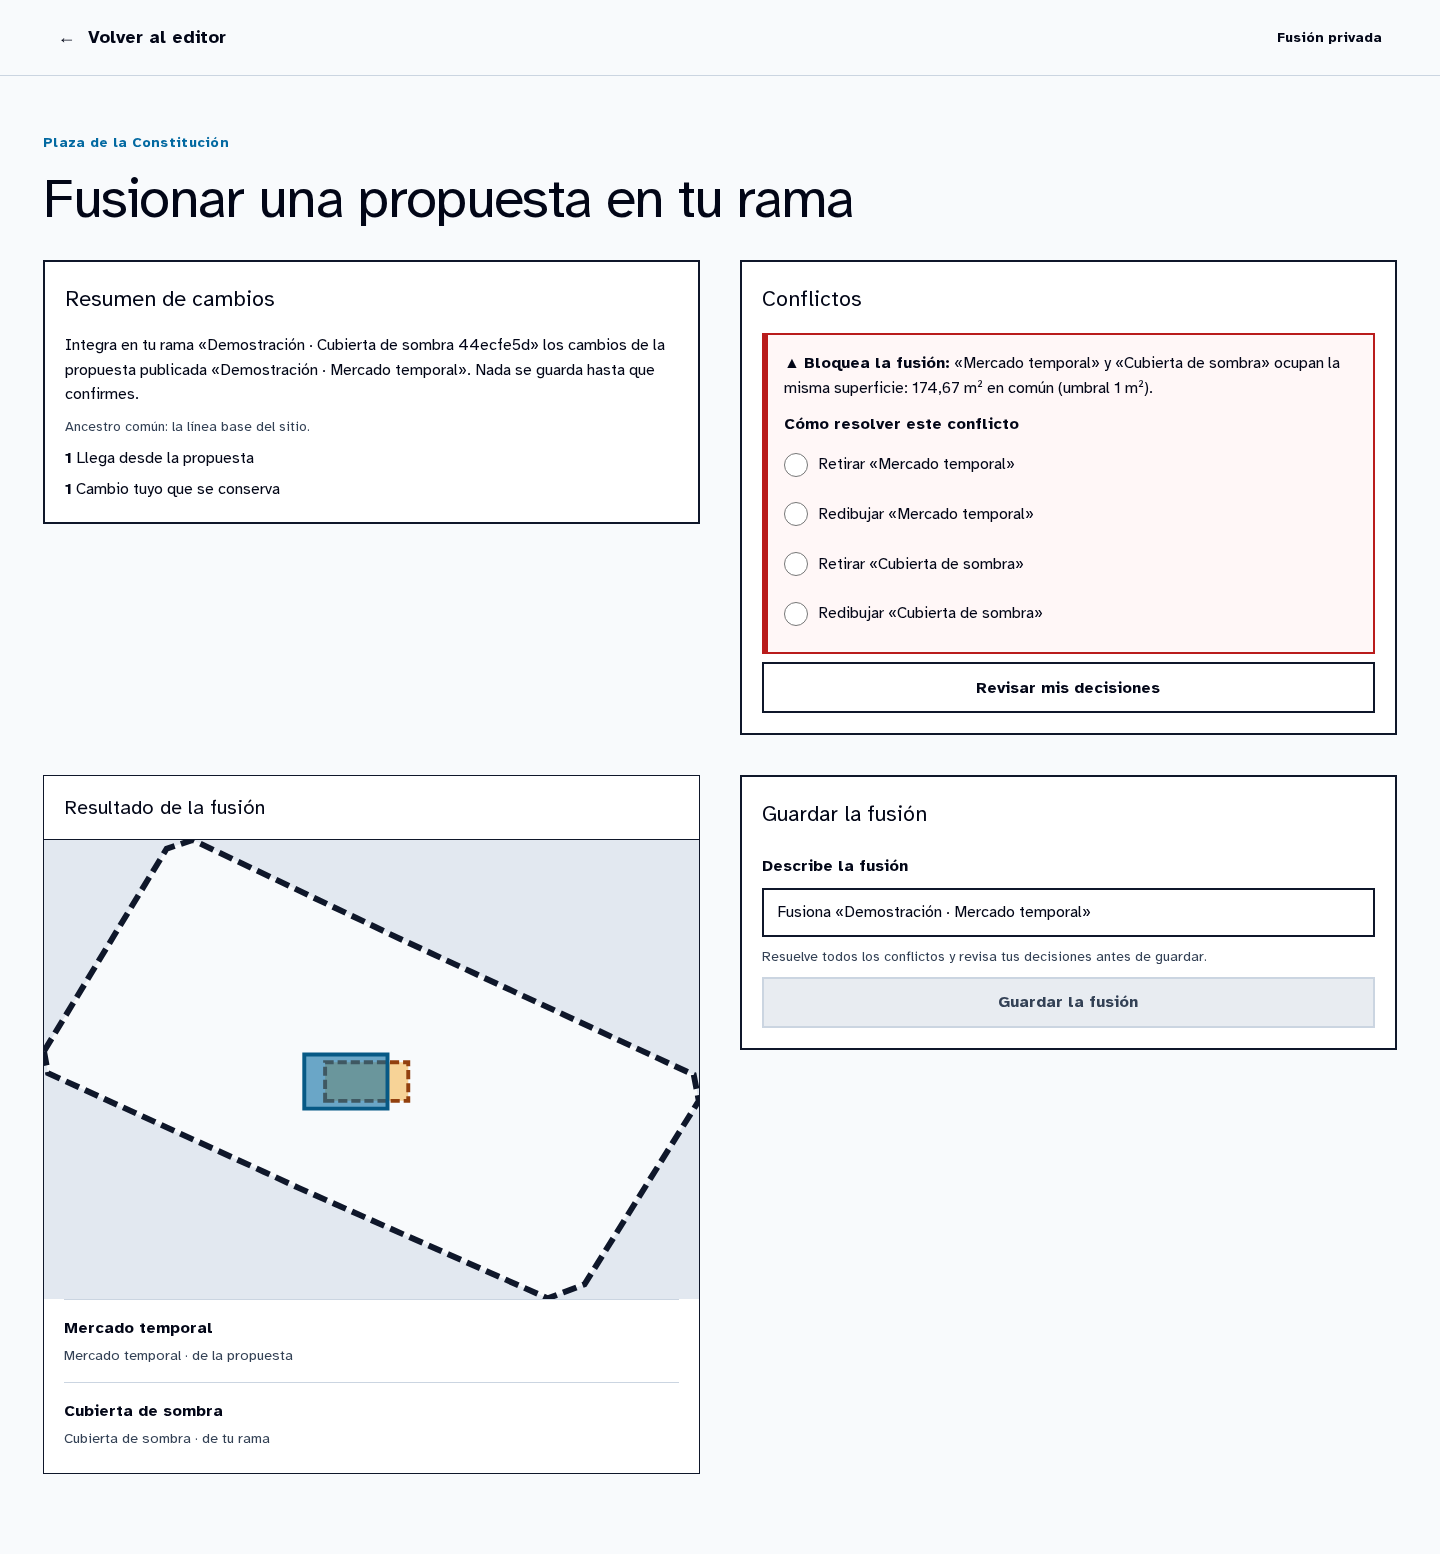 ← Volver al editor
Fusión privada
Plaza de la Constitución
Fusionar una propuesta en tu rama
Resumen de cambios
Integra en tu rama «Demostración · Cubierta de sombra 44ecfe5d» los cambios de la
propuesta publicada «Demostración · Mercado temporal». Nada se guarda hasta que
confirmes.
Ancestro común: la línea base del sitio.
1 Llega desde la propuesta
1 Cambio tuyo que se conserva
Conflictos
▲ Bloquea la fusión: «Mercado temporal» y «Cubierta de sombra» ocupan la
misma superficie: 174,67 m² en común (umbral 1 m²).
Cómo resolver este conflicto
Retirar «Mercado temporal»
Redibujar «Mercado temporal»
Retirar «Cubierta de sombra»
Redibujar «Cubierta de sombra»
Revisar mis decisiones
Resultado de la fusión
Mercado temporal
Mercado temporal · de la propuesta
Cubierta de sombra
Cubierta de sombra · de tu rama
Guardar la fusión
Describe la fusión
Fusiona «Demostración · Mercado temporal»
Resuelve todos los conflictos y revisa tus decisiones antes de guardar.
Guardar la fusión